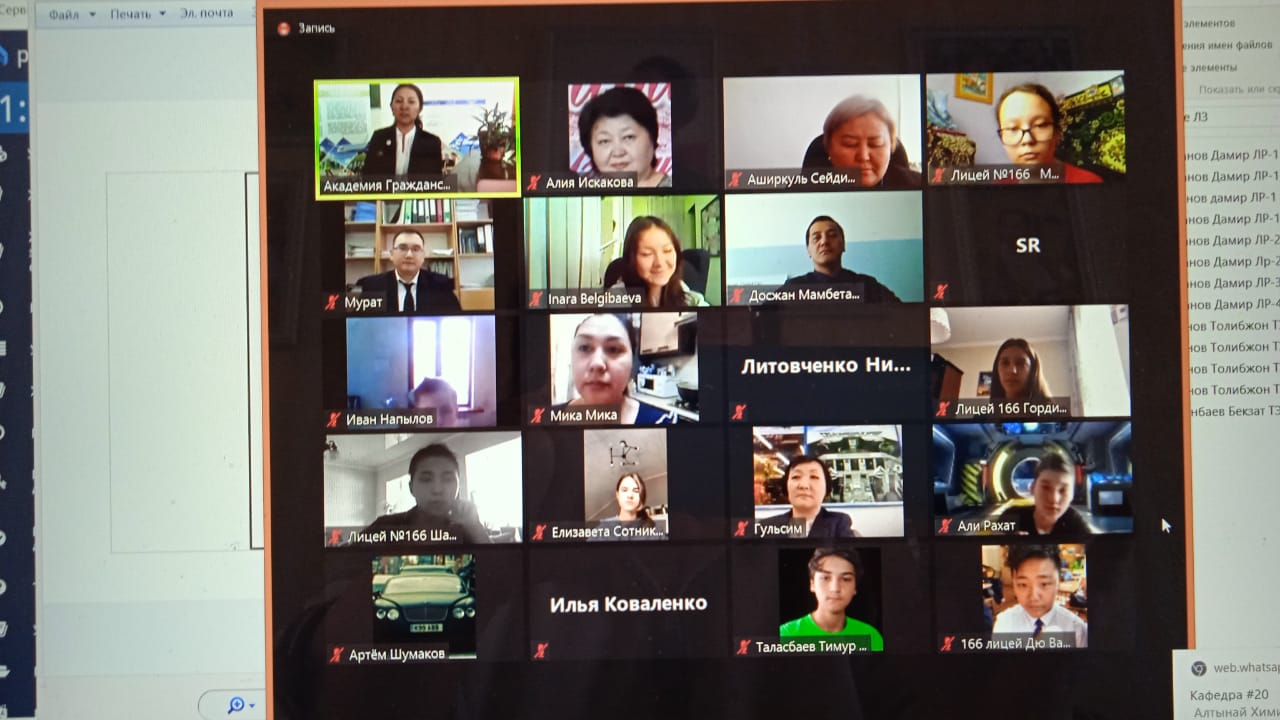 Файл Печать Эл. почта
Запись
Академия Гражданс...
Алия Искакова
Аширкуль Сейди...
Лицей №166 М...
Мурат
Inara Belgibaeva
Досжан Мамбета...
SR
Иван Напылов
Мика Мика
Литовченко Ни...
Лицей 166 Горди...
Лицей №166 Ша...
Елизавета Сотник...
Гульсим
Али Рахат
Артём Шумаков
Илья Коваленко
Таласбаев Тимур ...
166 лицей Дю Ва...
элементов
ения имен файлов
е элементы
Показать или ск
е ЛЗ
нов Дамир ЛР-1
нов Дамир ЛР-1
нов дамир ЛР-1
нов Дамир ЛР-1
нов Дамир ЛР-2
нов Дамир Лр-2
нов Дамир ЛР-3
нов Дамир ЛР-4
нов Толибжон Т
нов Толибжон Т
нов Толибжон Т
нов Толибжон Т
нбаев Бекзат ТЗ
web.whatsap
Кафедра #20
Алтынай Хими